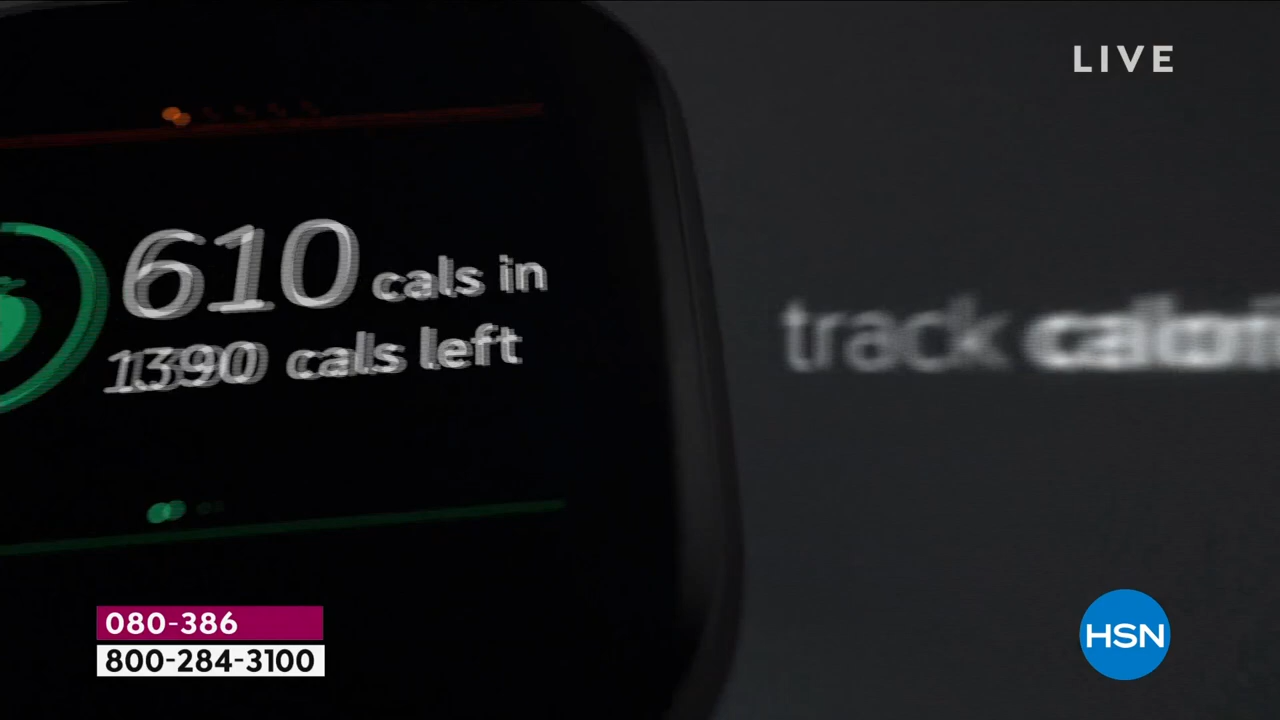 LIVE
610 cals in
1390 cals left
track
080-386
800-284-3100
HSN